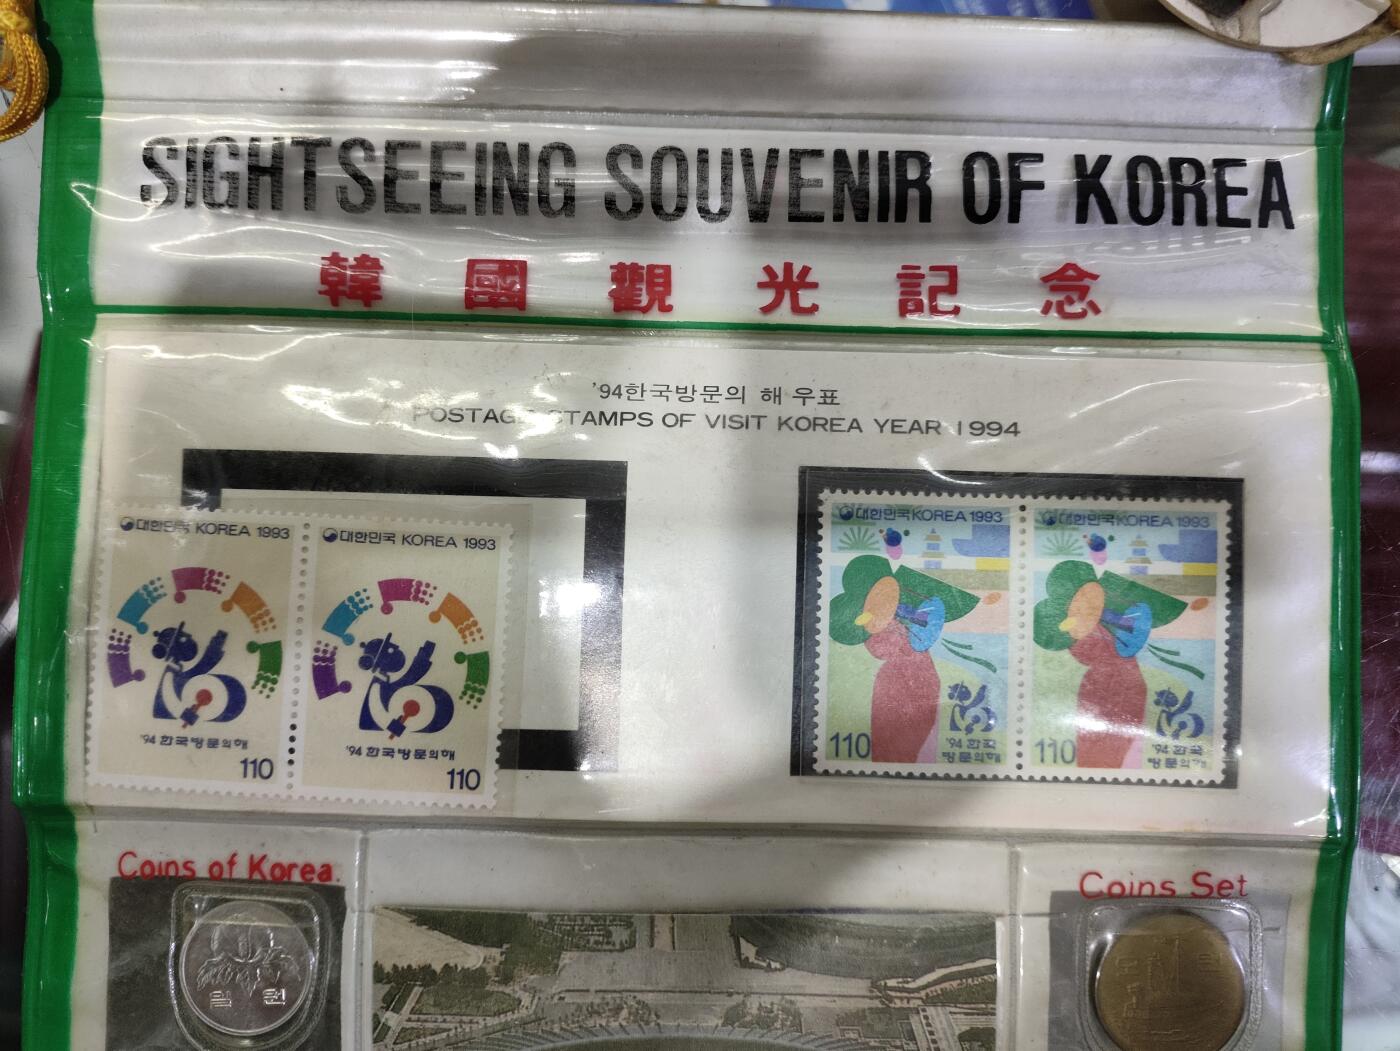 SIGHTSEEING SOUVENIR OF KOREA
韓國觀光記念
'94한국방문의 해 우표
POSTAGE STAMPS OF VISIT KOREA YEAR 1994
대한민국 KOREA 1993
대한민국 KOREA 1993
'94 한국방문의해
110
'94 한국방문의해
110
대한민국 KOREA 1993
대한민국 KOREA 1993
110
'94 한국
방문의해
110
'94 한국
방문의해
Coins of Korea.
Coins Set
일 원